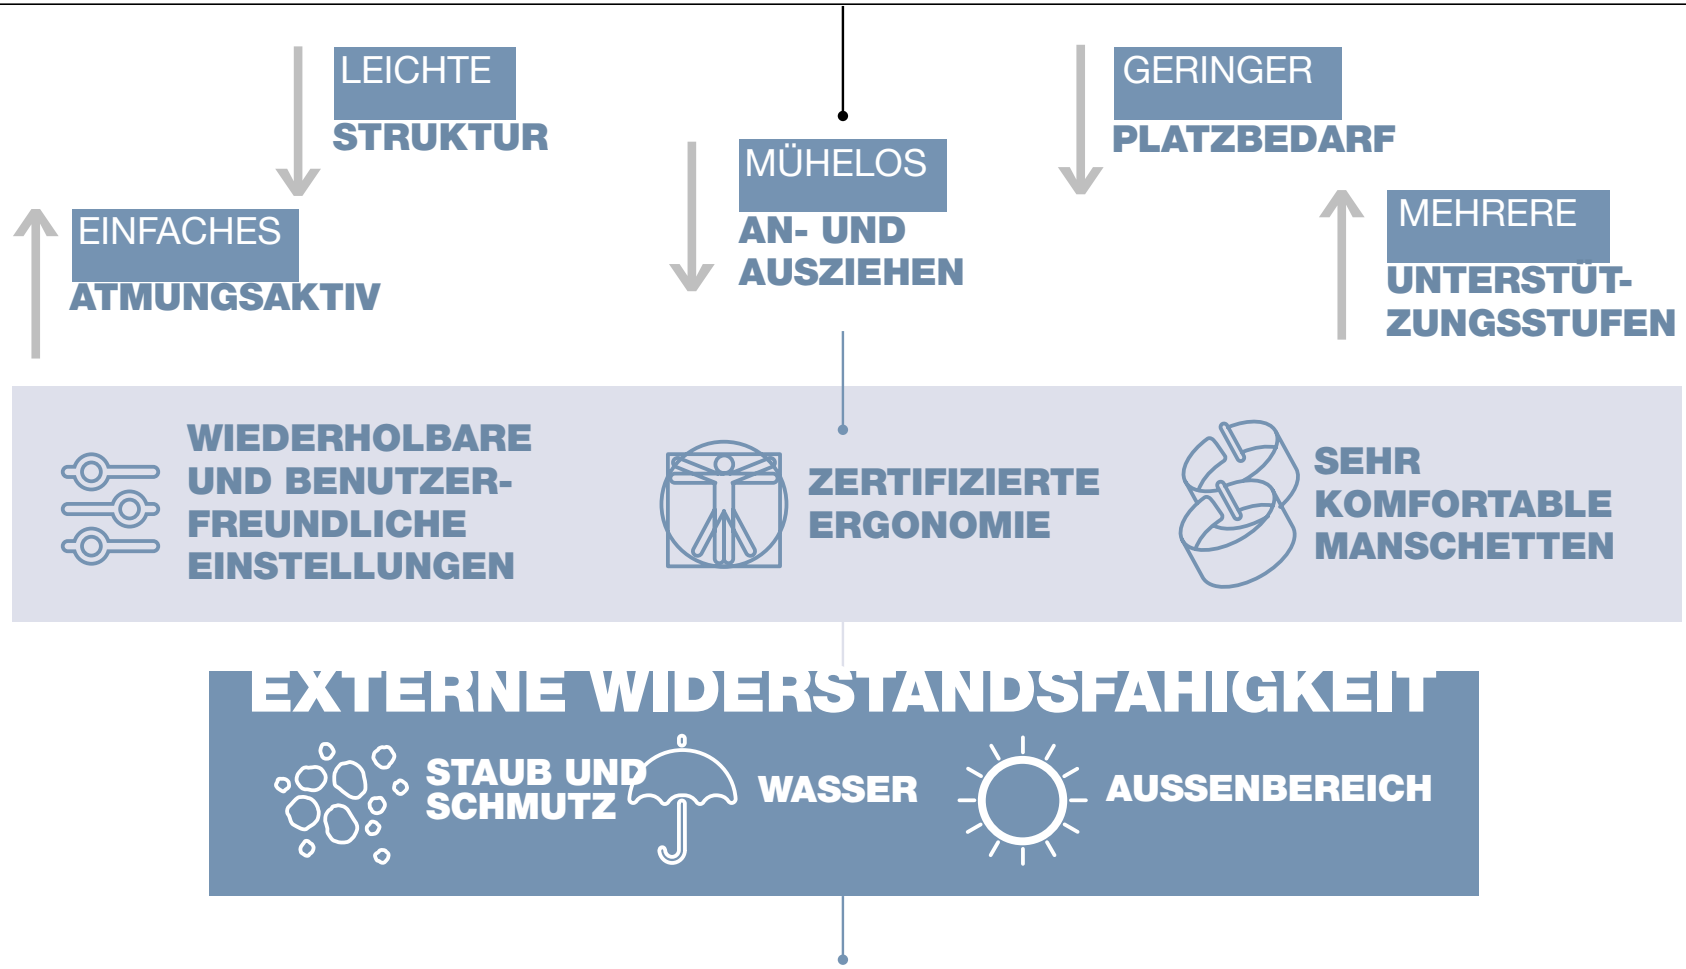 LEICHTE
STRUKTUR
GERINGER
PLATZBEDARF
MÜHELOS
AN- UND
AUSZIEHEN
EINFACHES
ATMUNGSAKTIV
MEHRERE
UNTERSTÜT-
ZUNGSSTUFEN
WIEDERHOLBARE
UND BENUTZER-
FREUNDLICHE
EINSTELLUNGEN
ZERTIFIZIERTE
ERGONOMIE
SEHR
KOMFORTABLE
MANSCHETTEN
EXTERNE WIDERSTANDSFÄHIGKEIT
STAUB UND
SCHMUTZ
WASSER
AUSSENBEREICH